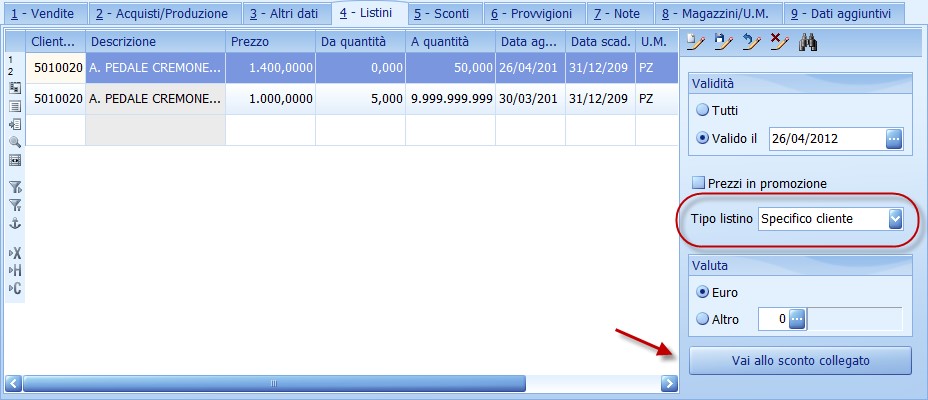 1 - Vendite 2 - Acquisti/Produzione 3 - Altri dati 4 - Listini 5 - Sconti 6 - Provvigioni 7 - Note 8 - Magazzini/U.M. 9 - Dati aggiuntivi
Client... Descrizione Prezzo Da quantità A quantità Data ag... Data scad. U.M.
5010020 A. PEDALE CREMONE... 1.400,0000 0,000 50,000 26/04/201 31/12/209 PZ
5010020 A. PEDALE CREMONE... 1.000,0000 5,000 9.999.999.999 30/03/201 31/12/209 PZ
1
2
X
H
C
Validità
Tutti
Valido il 26/04/2012 ...
Prezzi in promozione
Tipo listino Specifico cliente
Valuta
Euro
Altro 0 ...
Vai allo sconto collegato